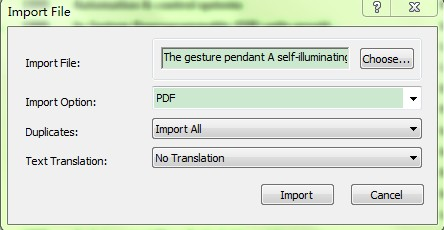 Import File
Import File:
The gesture pendant A self-illuminating
Choose...
Import Option:
PDF
Duplicates:
Import All
Text Translation:
No Translation
Import
Cancel